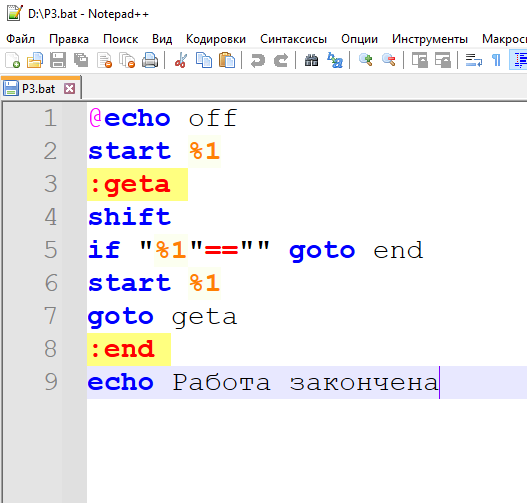 D:\P3.bat - Notepad++
Файл Правка Поиск Вид Кодировки Синтаксисы Опции Инструменты Макросы
P3.bat
1 @echo off
2 start %1
3 :geta
4 shift
5 if "%1"=="" goto end
6 start %1
7 goto geta
8 :end
9 echo Работа закончена